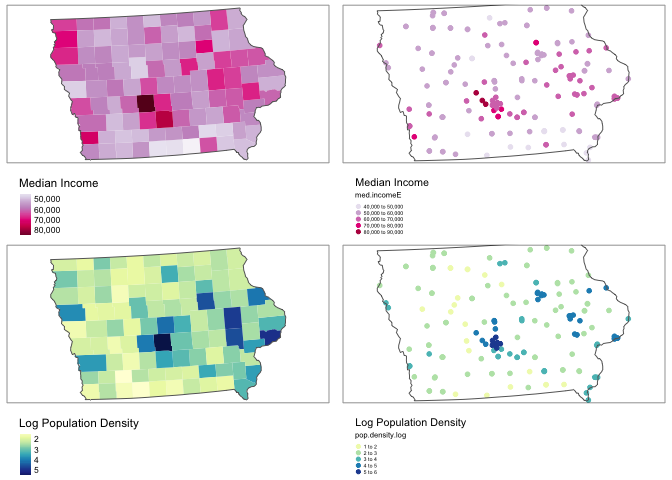 Median Income
50,000
60,000
70,000
80,000
Median Income
med.incomeE
40,000 to 50,000
50,000 to 60,000
60,000 to 70,000
70,000 to 80,000
80,000 to 90,000
Log Population Density
2
3
4
5
Log Population Density
pop.density.log
1 to 2
2 to 3
3 to 4
4 to 5
5 to 6